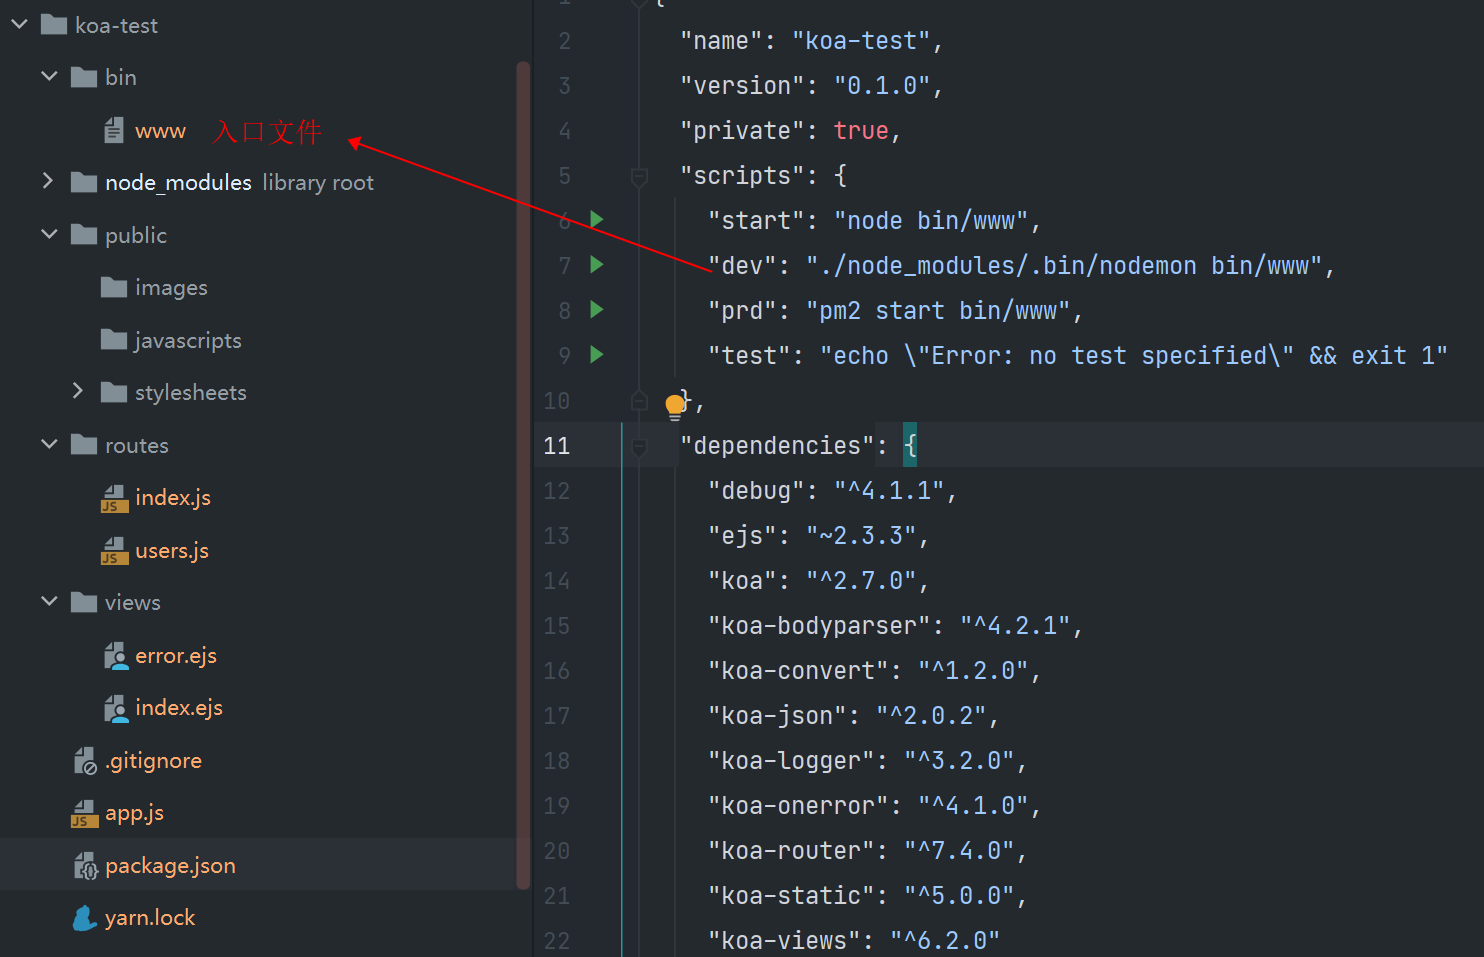 koa-test
bin
www 入口文件
node_modules library root
public
images
javascripts
stylesheets
routes
JS index.js
JS users.js
views
error.ejs
index.ejs
.gitignore
JS app.js
package.json
yarn.lock
1 {
2 "name": "koa-test",
3 "version": "0.1.0",
4 "private": true,
5 "scripts": {
6 "start": "node bin/www",
7 "dev": "./node_modules/.bin/nodemon bin/www",
8 "prd": "pm2 start bin/www",
9 "test": "echo \"Error: no test specified\" && exit 1"
10 },
11 "dependencies": {
12 "debug": "^4.1.1",
13 "ejs": "~2.3.3",
14 "koa": "^2.7.0",
15 "koa-bodyparser": "^4.2.1",
16 "koa-convert": "^1.2.0",
17 "koa-json": "^2.0.2",
18 "koa-logger": "^3.2.0",
19 "koa-onerror": "^4.1.0",
20 "koa-router": "^7.4.0",
21 "koa-static": "^5.0.0",
22 "koa-views": "^6.2.0"